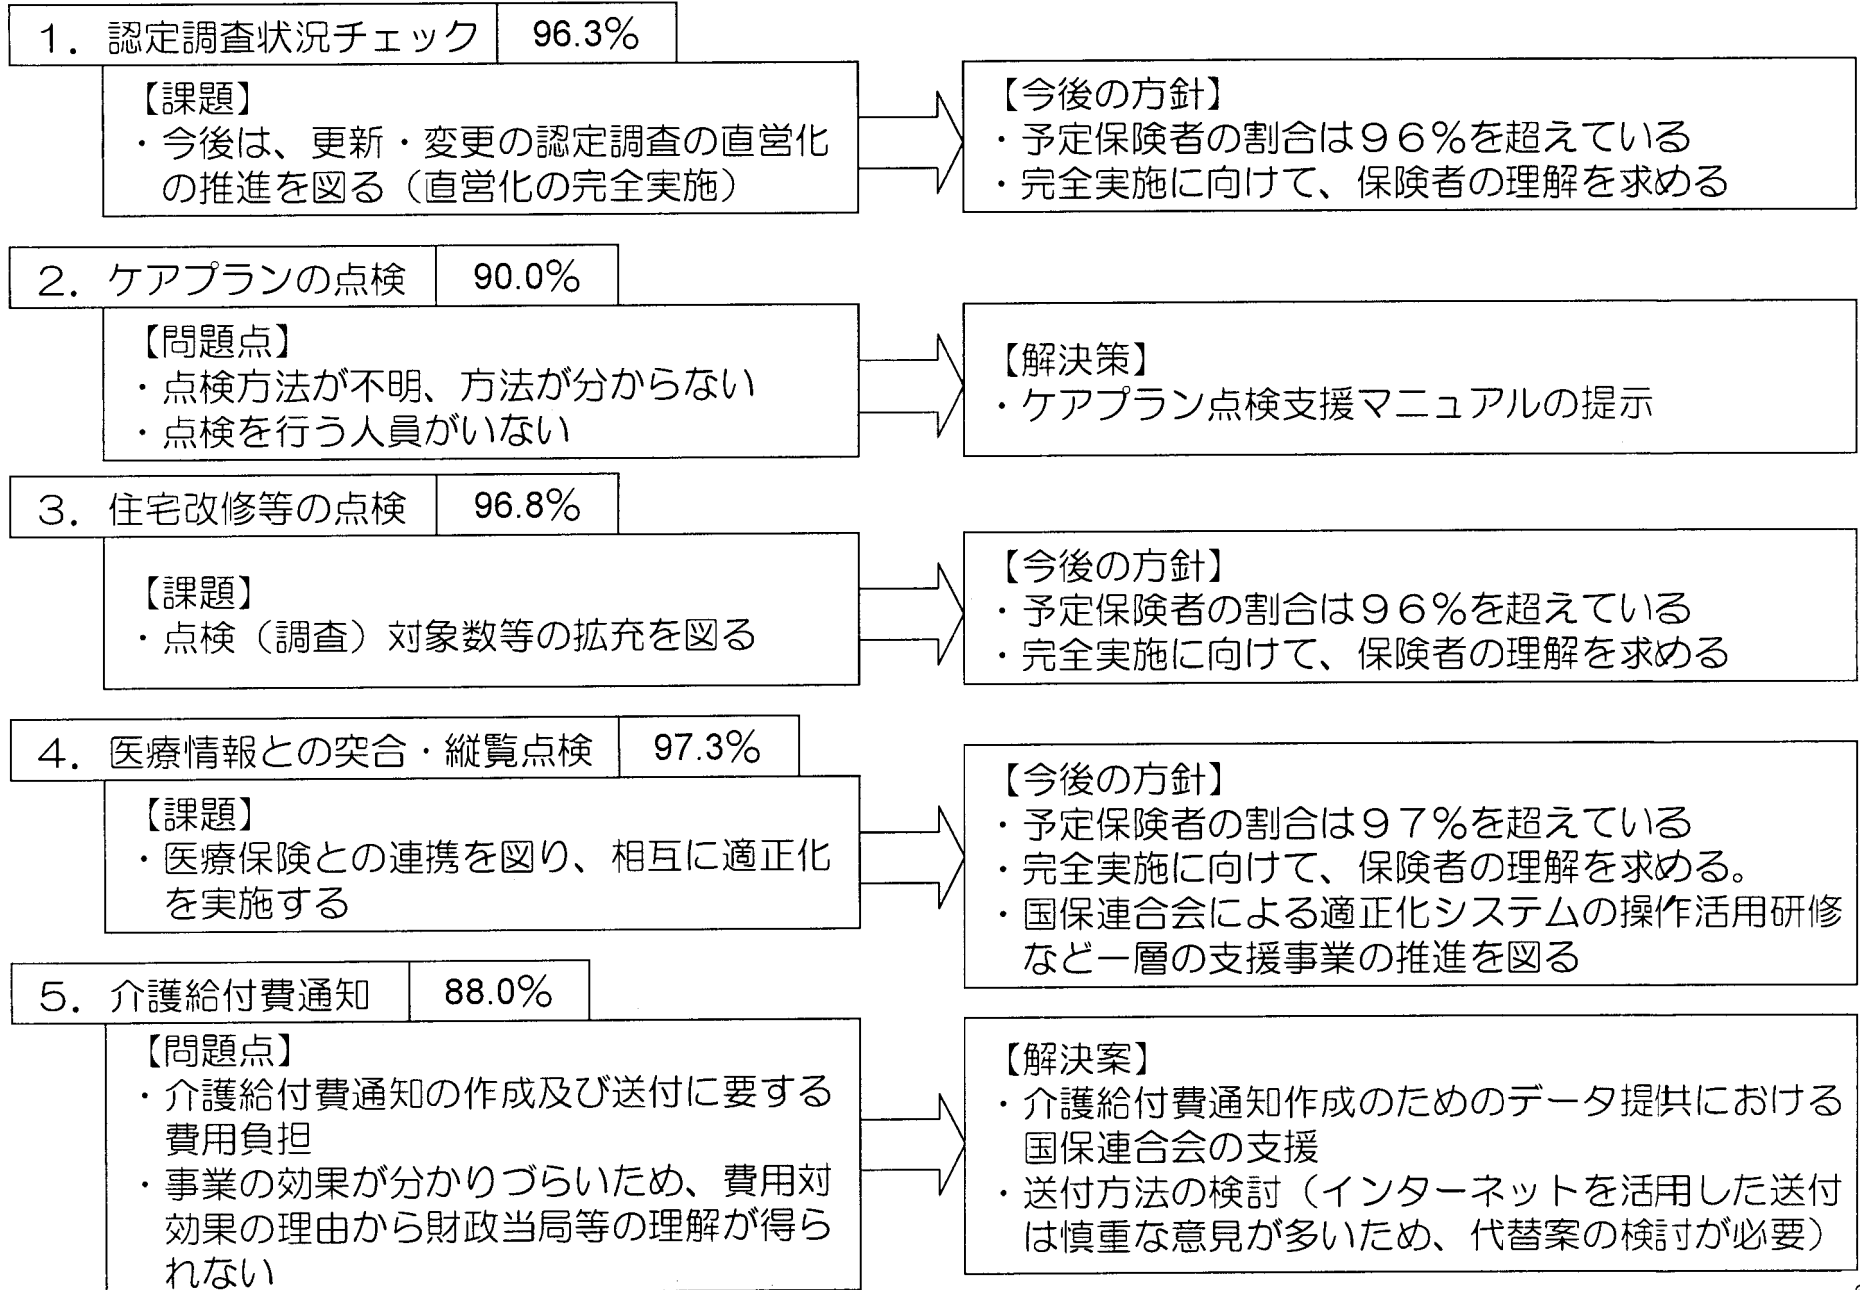 １．認定調査状況チェック 96.3%
【課題】
・今後は、更新・変更の認定調査の直営化
の推進を図る（直営化の完全実施）
【今後の方針】
・予定保険者の割合は９６％を超えている
・完全実施に向けて、保険者の理解を求める
２．ケアプランの点検 90.0%
【問題点】
・点検方法が不明、方法が分からない
・点検を行う人員がいない
【解決策】
・ケアプラン点検支援マニュアルの提示
３．住宅改修等の点検 96.8%
【課題】
・点検（調査）対象数等の拡充を図る
【今後の方針】
・予定保険者の割合は９６％を超えている
・完全実施に向けて、保険者の理解を求める
４．医療情報との突合・縦覧点検 97.3%
【課題】
・医療保険との連携を図り、相互に適正化
を実施する
【今後の方針】
・予定保険者の割合は９７％を超えている
・完全実施に向けて、保険者の理解を求める。
・国保連合会による適正化システムの操作活用研修
など一層の支援事業の推進を図る
５．介護給付費通知 88.0%
【問題点】
・介護給付費通知の作成及び送付に要する
費用負担
・事業の効果が分かりづらいため、費用対
効果の理由から財政当局等の理解が得ら
れない
【解決案】
・介護給付費通知作成のためのデータ提供における
国保連合会の支援
・送付方法の検討（インターネットを活用した送付
は慎重な意見が多いため、代替案の検討が必要）